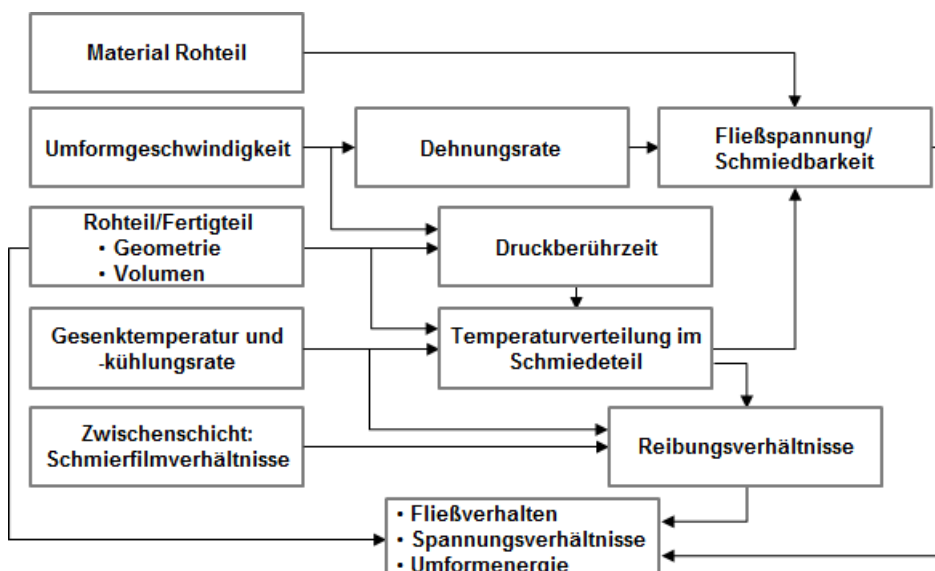 Material Rohteil
Umformgeschwindigkeit
Dehnungsrate
Fließspannung/
Schmiedbarkeit
Rohteil/Fertigteil
• Geometrie
• Volumen
Druckberührzeit
Gesenktemperatur und
-kühlungsrate
Temperaturverteilung im
Schmiedeteil
Zwischenschicht:
Schmierfilmverhältnisse
Reibungsverhältnisse
• Fließverhalten
• Spannungsverhältnisse
• Umformenergie